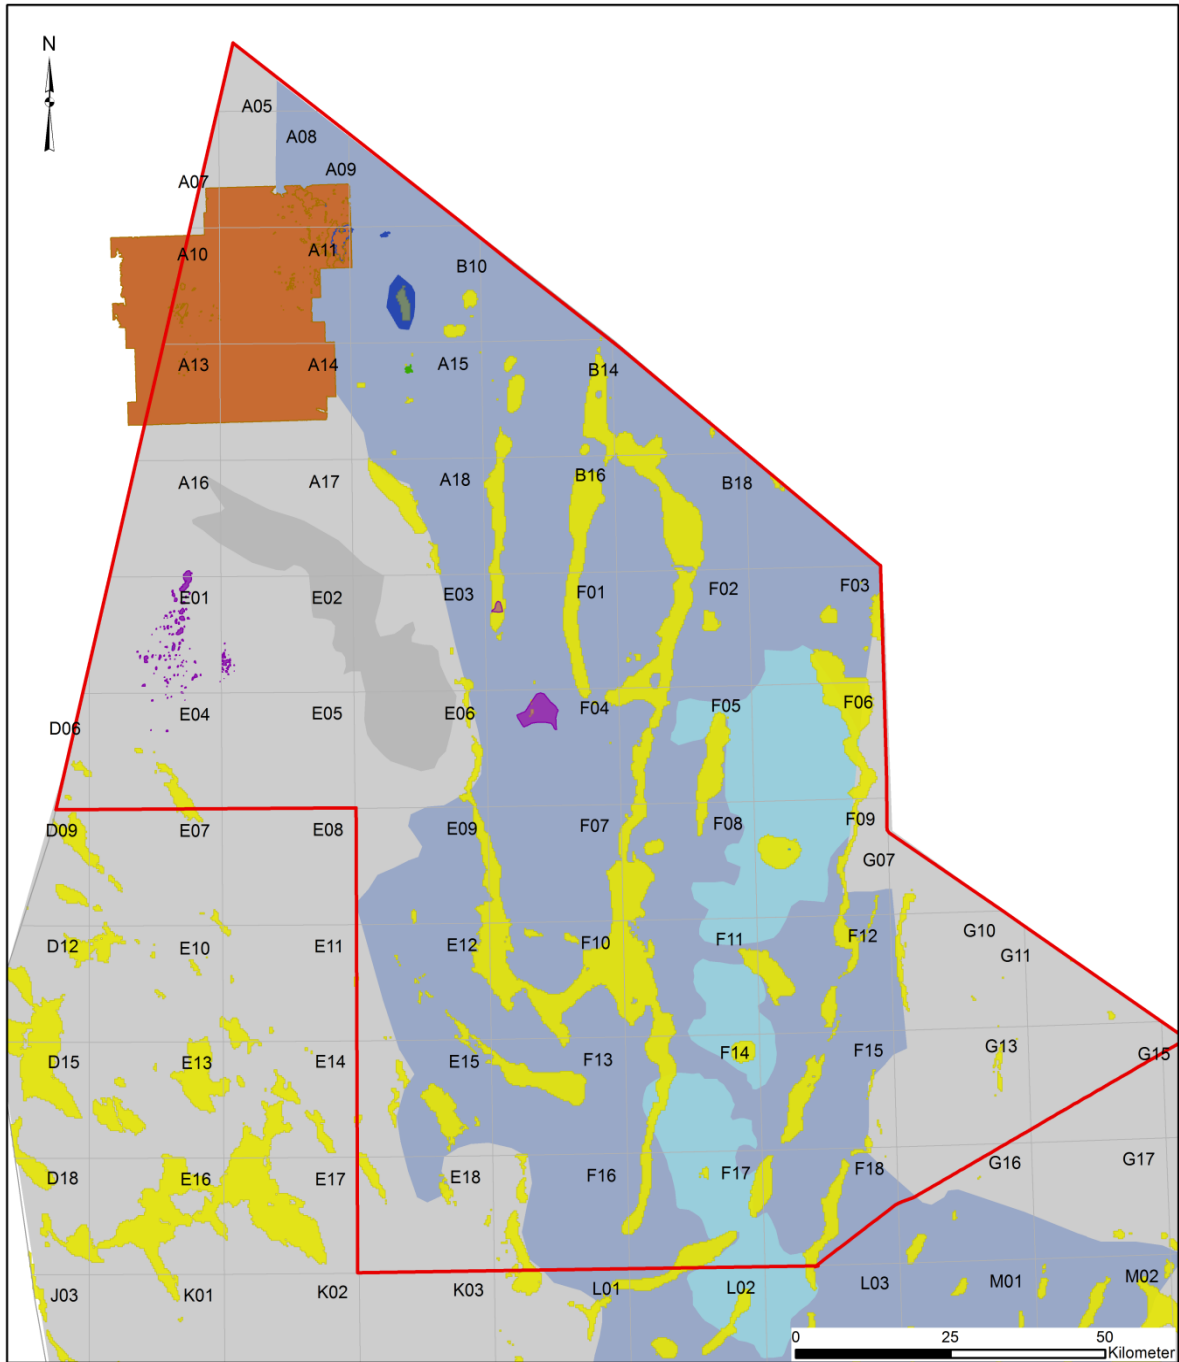 N
A05
A08
A09
A07
A10 A11
B10
A13 A14 A15 B14
A16 A17 A18 B16 B18
E01 E02 E03 F01 F02 F03
D06 E04 E05 E06 F04 F05 F06
D09 E07 E08 E09 F07 F08 F09
G07
D12 E10 E11 E12 F10 F11 F12 G10
G11
D15 E13 E14 E15 F13 F14 F15 G13 G15
D18 E16 E17 E18 F16 F17 F18 G16 G17
J03 K01 K02 K03 L01 L02 L03 M01 M02
0 25 50
Kilometer